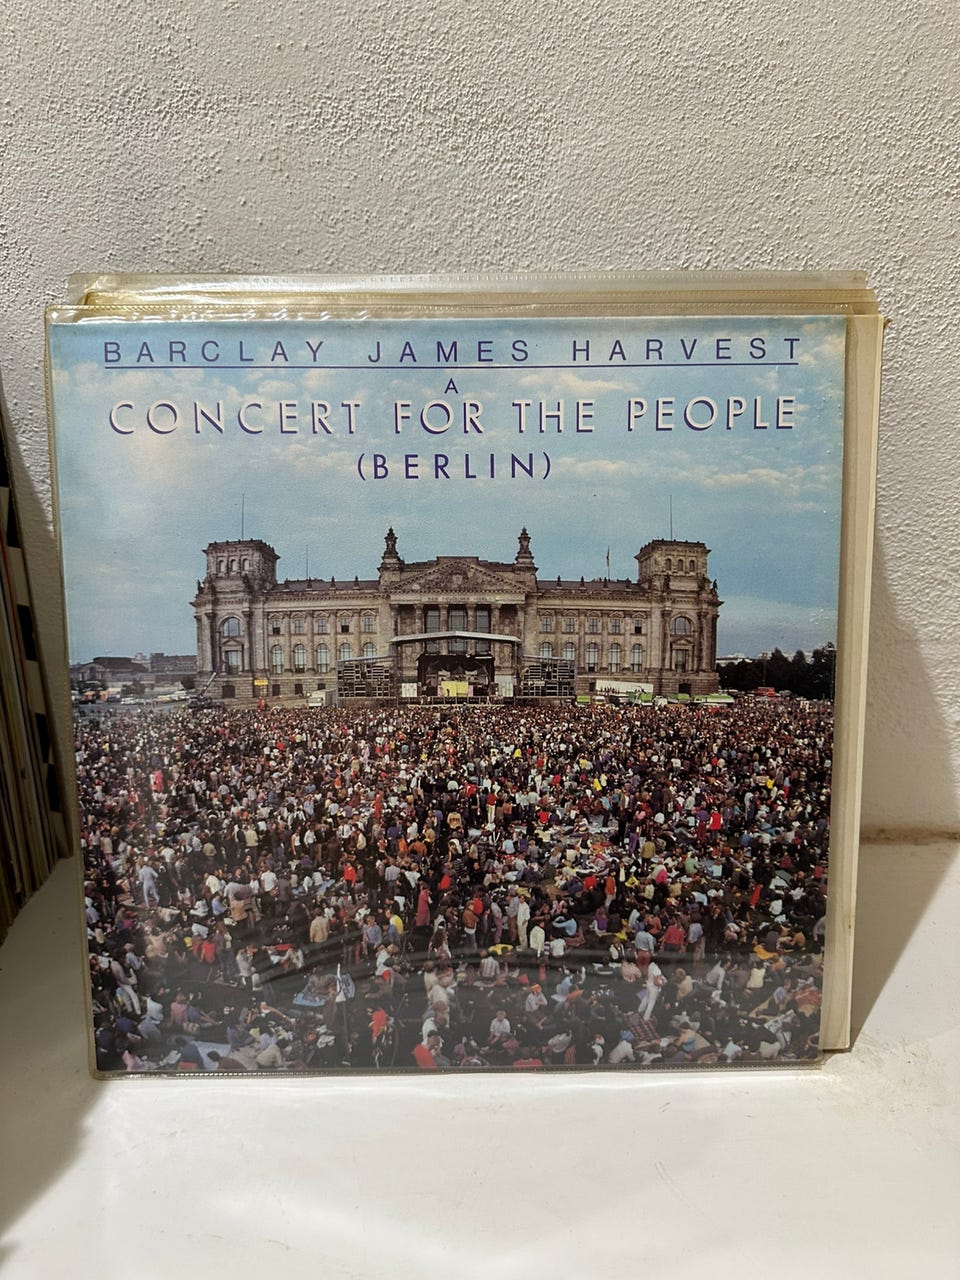 BARCLAY JAMES HARVEST
A
CONCERT FOR THE PEOPLE
(BERLIN)